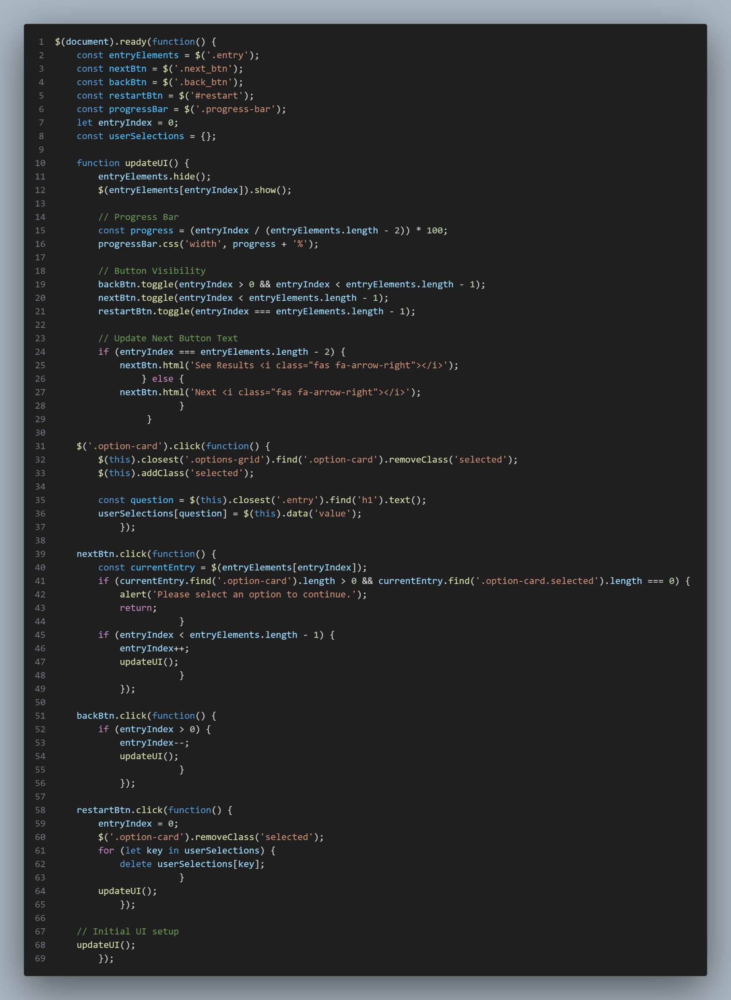 1 $(document).ready(function() {
2     const entryElements = $('.entry');
3     const nextBtn = $('.next_btn');
4     const backBtn = $('.back_btn');
5     const restartBtn = $('#restart');
6     const progressBar = $('.progress-bar');
7     let entryIndex = 0;
8     const userSelections = {};
9
10     function updateUI() {
11         entryElements.hide();
12         $(entryElements[entryIndex]).show();
13
14         // Progress Bar
15         const progress = (entryIndex / (entryElements.length - 2)) * 100;
16         progressBar.css('width', progress + '%');
17
18         // Button Visibility
19         backBtn.toggle(entryIndex > 0 && entryIndex < entryElements.length - 1);
20         nextBtn.toggle(entryIndex < entryElements.length - 1);
21         restartBtn.toggle(entryIndex === entryElements.length - 1);
22
23         // Update Next Button Text
24         if (entryIndex === entryElements.length - 2) {
25             nextBtn.html('See Results <i class="fas fa-arrow-right"></i>');
26                 } else {
27             nextBtn.html('Next <i class="fas fa-arrow-right"></i>');
28                        }
29                  }
30
31     $('.option-card').click(function() {
32         $(this).closest('.options-grid').find('.option-card').removeClass('selected');
33         $(this).addClass('selected');
34
35         const question = $(this).closest('.entry').find('h1').text();
36         userSelections[question] = $(this).data('value');
37             });
38
39     nextBtn.click(function() {
40         const currentEntry = $(entryElements[entryIndex]);
41         if (currentEntry.find('.option-card').length > 0 && currentEntry.find('.option-card.selected').length === 0) {
42             alert('Please select an option to continue.');
43             return;
44                        }
45         if (entryIndex < entryElements.length - 1) {
46             entryIndex++;
47             updateUI();
48                        }
49             });
50
51     backBtn.click(function() {
52         if (entryIndex > 0) {
53             entryIndex--;
54             updateUI();
55                        }
56             });
57
58     restartBtn.click(function() {
59         entryIndex = 0;
60         $('.option-card').removeClass('selected');
61         for (let key in userSelections) {
62             delete userSelections[key];
63                        }
64         updateUI();
65             });
66
67     // Initial UI setup
68     updateUI();
69         });